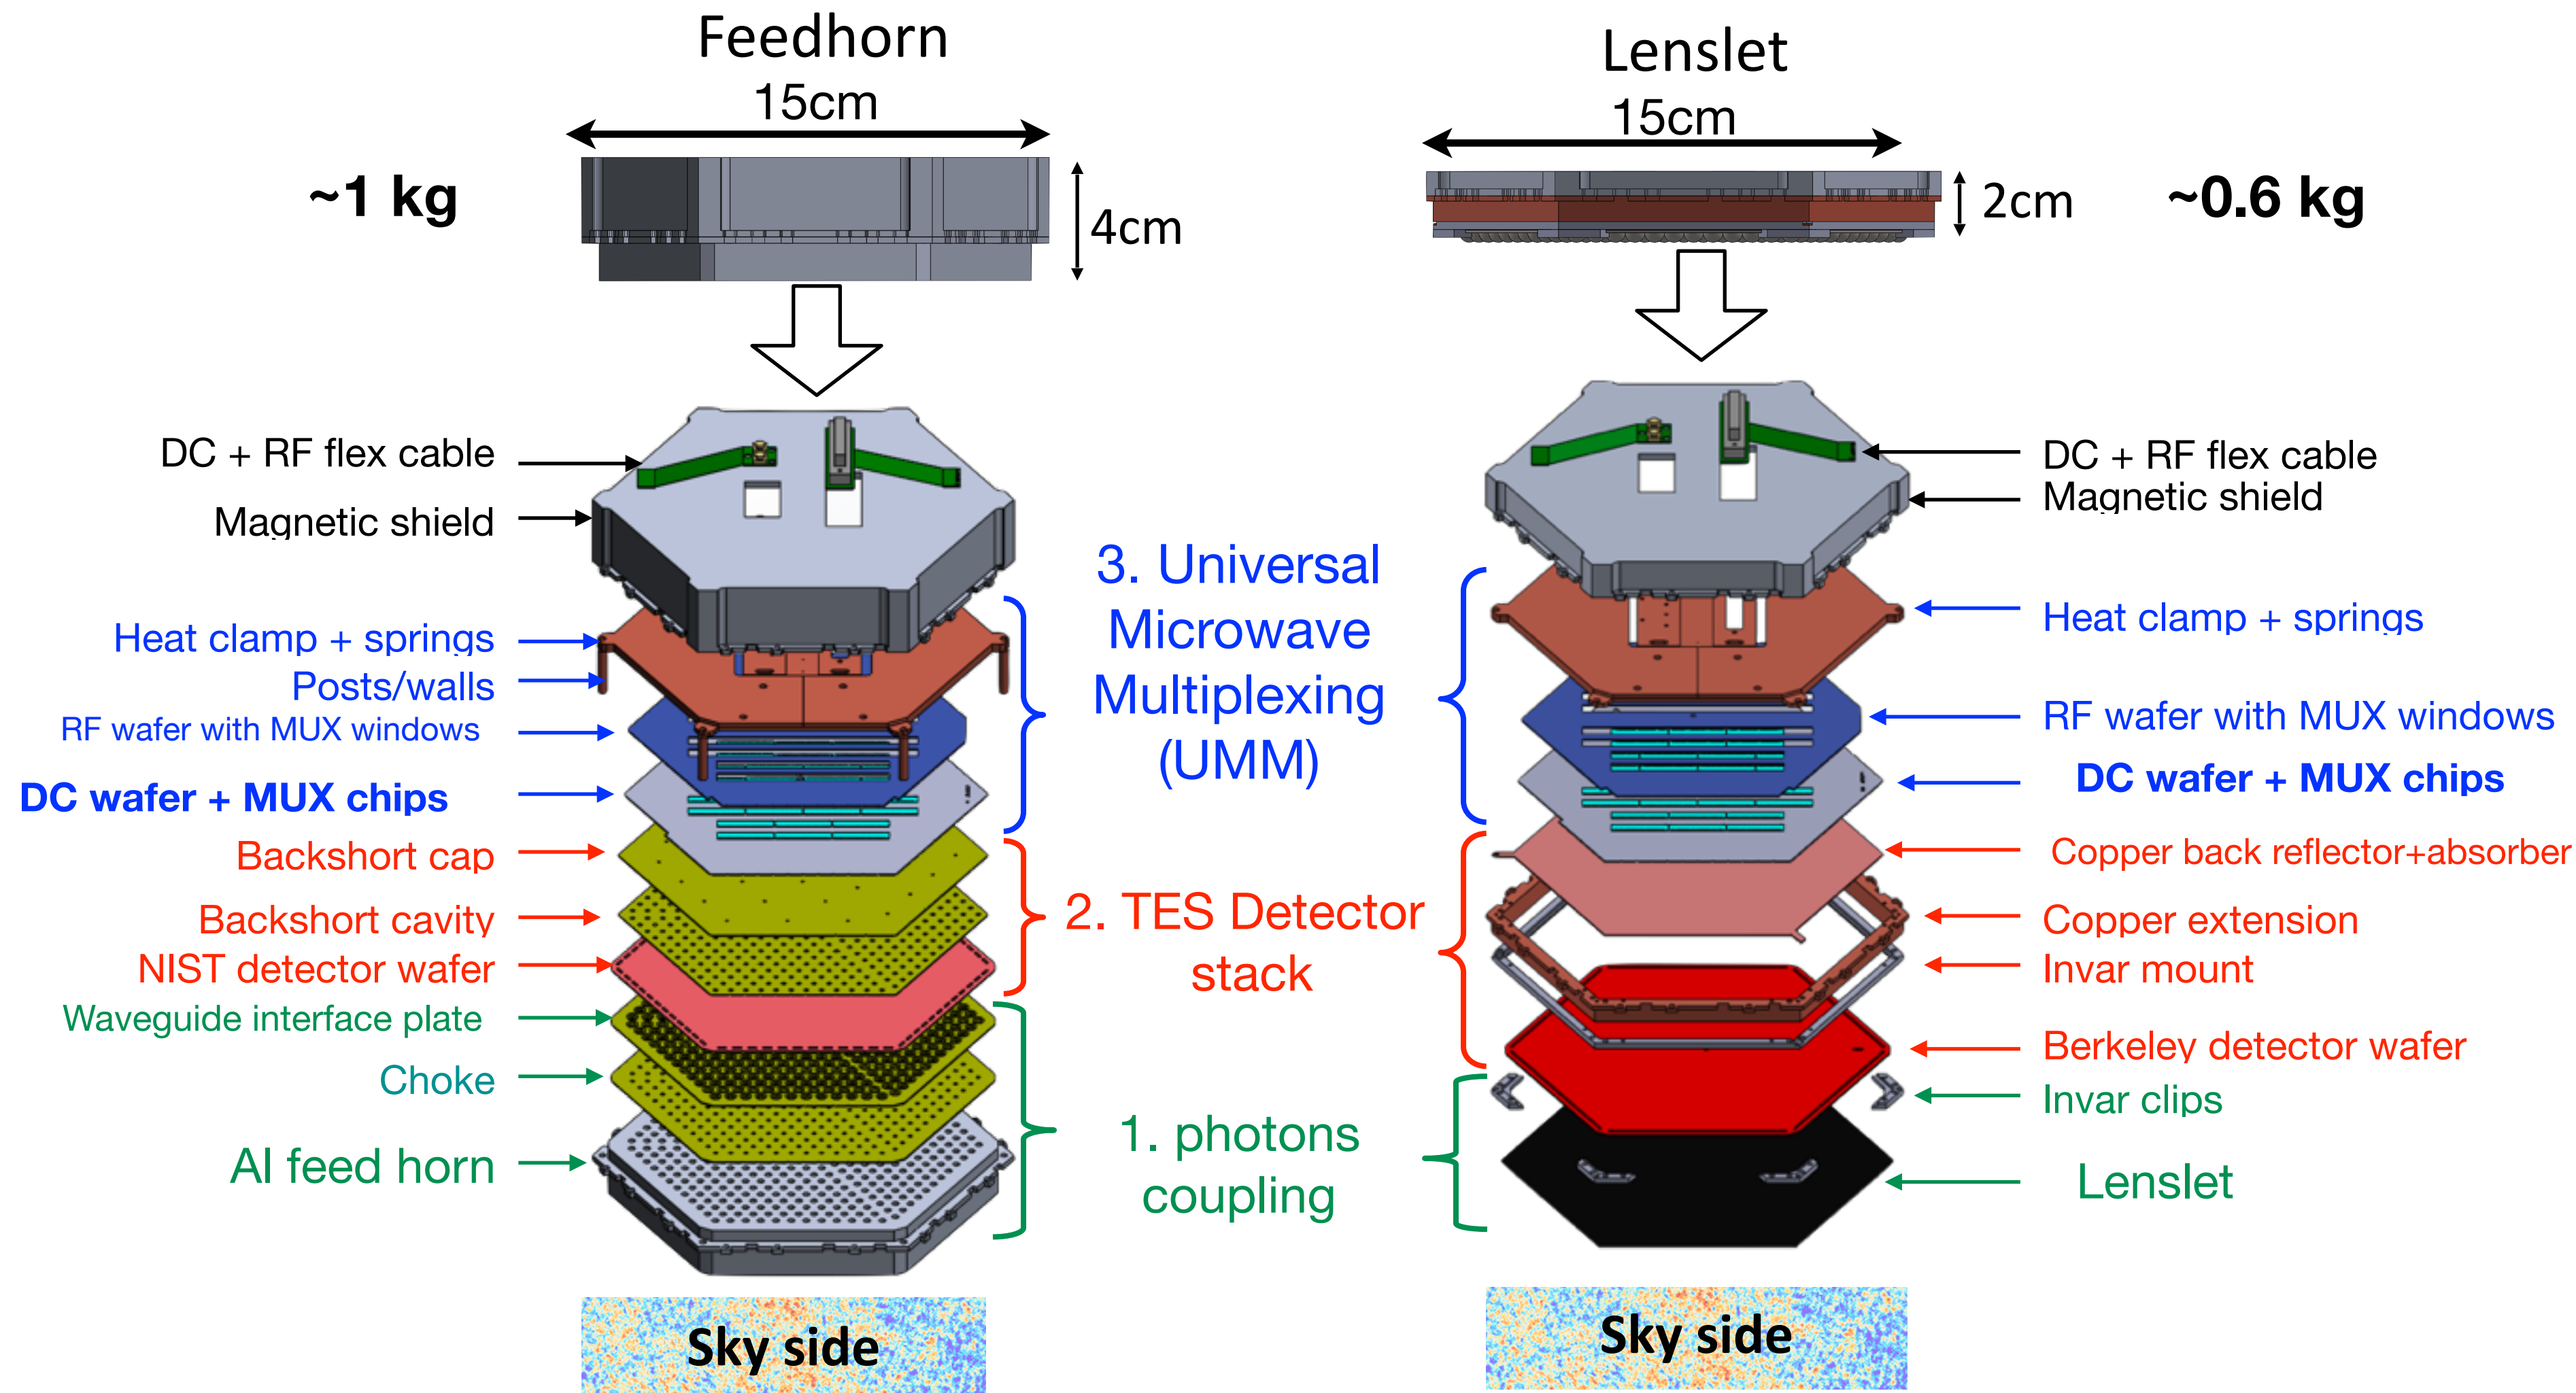 Feedhorn
15cm
~1 kg
4cm
Lenslet
15cm
2cm
~0.6 kg
DC + RF flex cable
Magnetic shield
Heat clamp + springs
Posts/walls
RF wafer with MUX windows
DC wafer + MUX chips
Backshort cap
Backshort cavity
NIST detector wafer
Waveguide interface plate
Choke
Al feed horn
3. Universal
Microwave
Multiplexing
(UMM)
2. TES Detector
stack
1. photons
coupling
DC + RF flex cable
Magnetic shield
Heat clamp + springs
RF wafer with MUX windows
DC wafer + MUX chips
Copper back reflector+absorber
Copper extension
Invar mount
Berkeley detector wafer
Invar clips
Lenslet
Sky side
Sky side